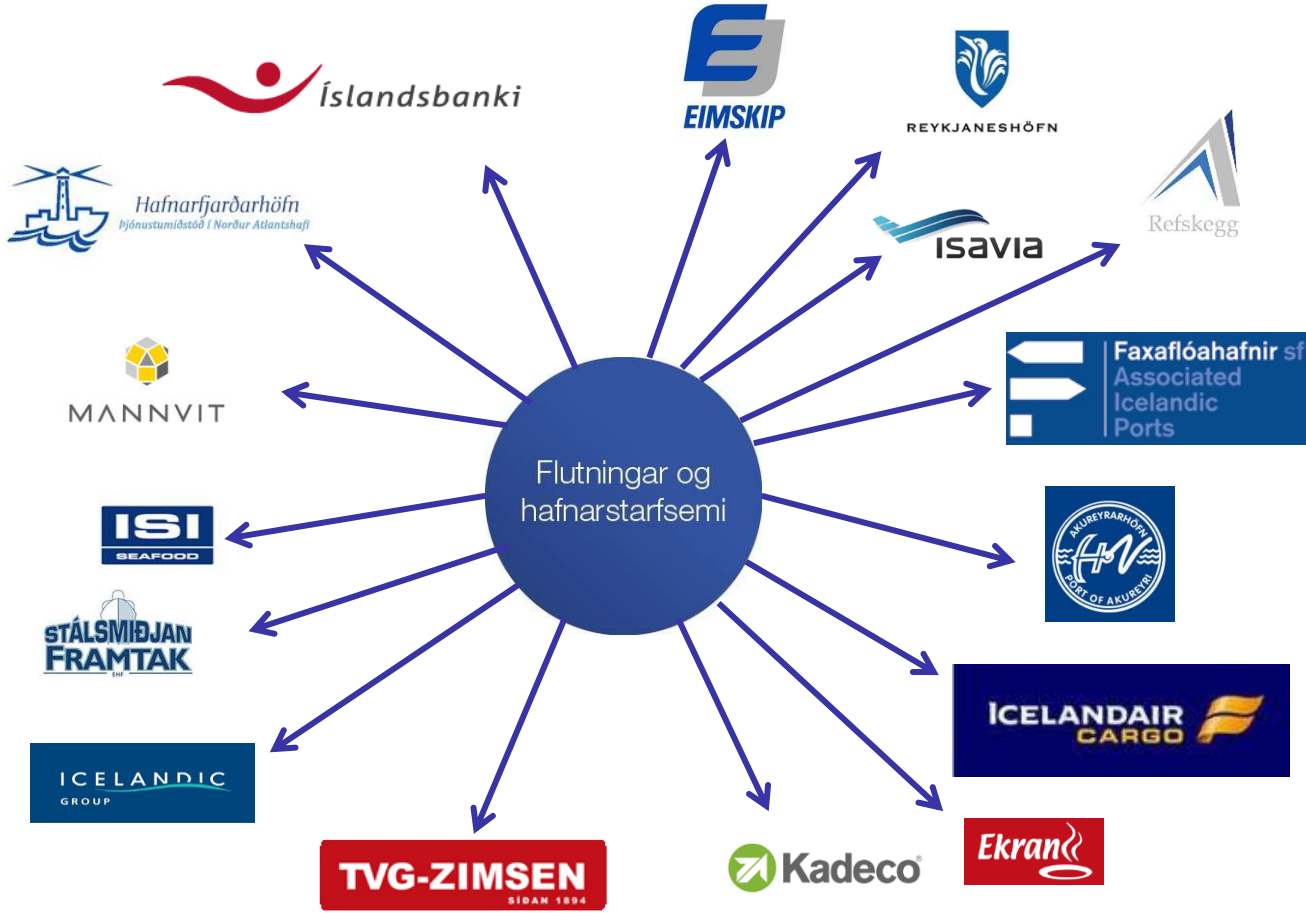 Íslandsbanki
EIMSKIP
REYKJANESHÖFN
Refskegg
Hafnarfjarðarhöfn
Þjónustumiðstöð í Norður Atlantshafi
ISAVIA
MANNVIT
Faxaflóahafnir sf
Associated
Icelandic
Ports
Flutningar og
hafnarstarfsemi
ISI
SEAFOOD
AKUREYRARHÖFN
HN
PORT OF AKUREYRI
STÁLSMIÐJAN
FRAMTAK
EHF
ICELANDAIR
CARGO
ICELANDIC
GROUP
TVG-ZIMSEN
SÍÐAN 1894
Kadeco®
Ekran